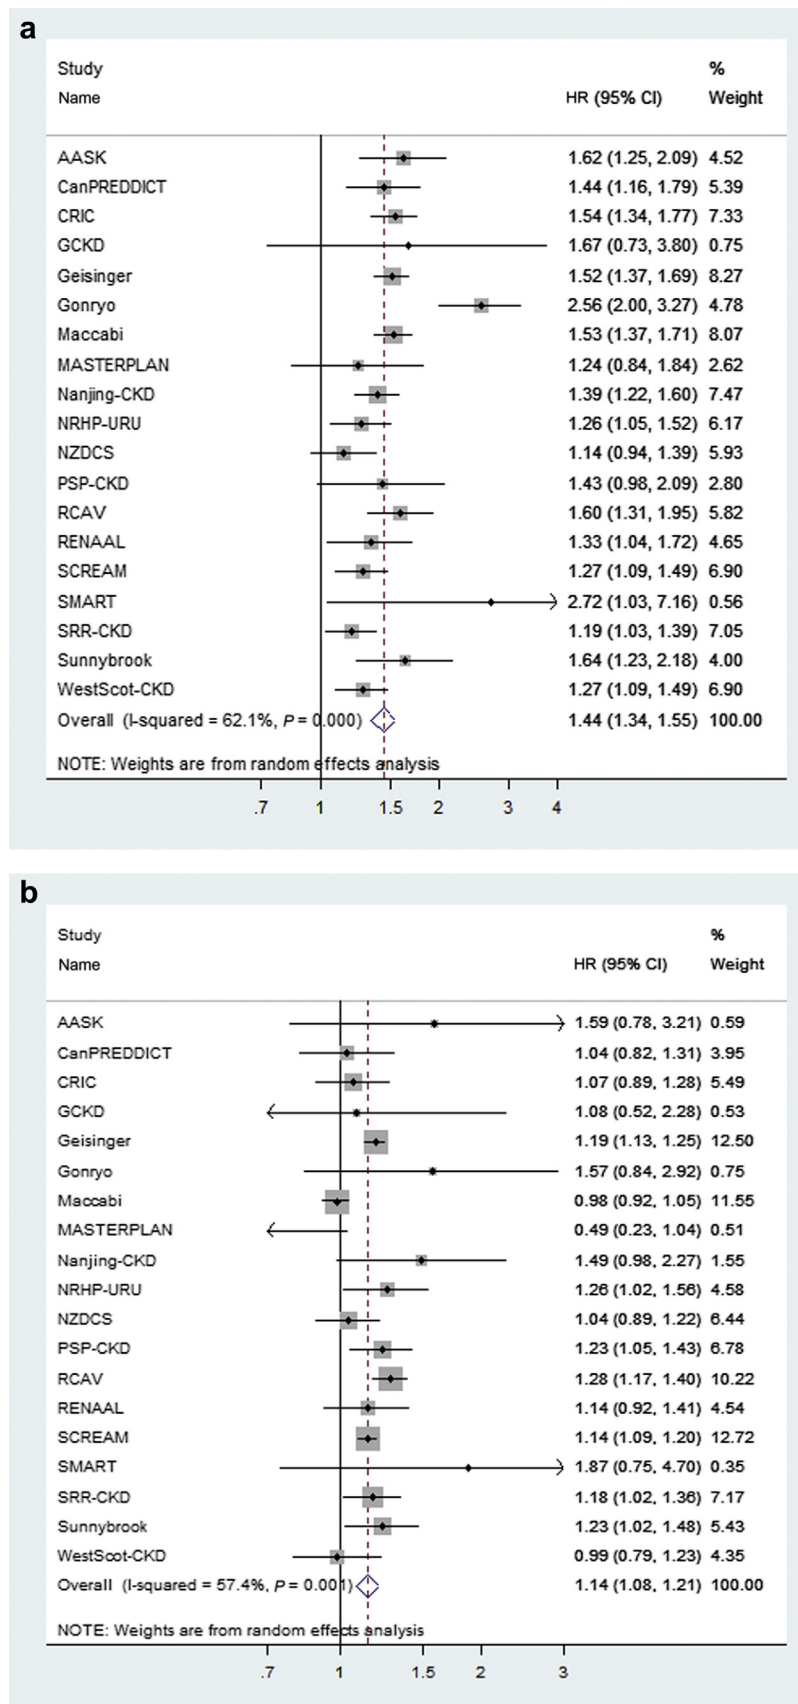 a
Study %
Name HR (95% CI) Weight
AASK 1.62 (1.25, 2.09) 4.52
CanPREDDICT 1.44 (1.16, 1.79) 5.39
CRIC 1.54 (1.34, 1.77) 7.33
GCKD 1.67 (0.73, 3.80) 0.75
Geisinger 1.52 (1.37, 1.69) 8.27
Gonryo 2.56 (2.00, 3.27) 4.78
Maccabi 1.53 (1.37, 1.71) 8.07
MASTERPLAN 1.24 (0.84, 1.84) 2.62
Nanjing-CKD 1.39 (1.22, 1.60) 7.47
NRHP-URU 1.26 (1.05, 1.52) 6.17
NZDCS 1.14 (0.94, 1.39) 5.93
PSP-CKD 1.43 (0.98, 2.09) 2.80
RCAV 1.60 (1.31, 1.95) 5.82
RENAAL 1.33 (1.04, 1.72) 4.65
SCREAM 1.27 (1.09, 1.49) 6.90
SMART 2.72 (1.03, 7.16) 0.56
SRR-CKD 1.19 (1.03, 1.39) 7.05
Sunnybrook 1.64 (1.23, 2.18) 4.00
WestScot-CKD 1.27 (1.09, 1.49) 6.90
Overall (I-squared = 62.1%, P = 0.000) 1.44 (1.34, 1.55) 100.00
NOTE: Weights are from random effects analysis
.7 1 1.5 2 3 4
b
Study %
Name HR (95% CI) Weight
AASK 1.59 (0.78, 3.21) 0.59
CanPREDDICT 1.04 (0.82, 1.31) 3.95
CRIC 1.07 (0.89, 1.28) 5.49
GCKD 1.08 (0.52, 2.28) 0.53
Geisinger 1.19 (1.13, 1.25) 12.50
Gonryo 1.57 (0.84, 2.92) 0.75
Maccabi 0.98 (0.92, 1.05) 11.55
MASTERPLAN 0.49 (0.23, 1.04) 0.51
Nanjing-CKD 1.49 (0.98, 2.27) 1.55
NRHP-URU 1.26 (1.02, 1.56) 4.58
NZDCS 1.04 (0.89, 1.22) 6.44
PSP-CKD 1.23 (1.05, 1.43) 6.78
RCAV 1.28 (1.17, 1.40) 10.22
RENAAL 1.14 (0.92, 1.41) 4.54
SCREAM 1.14 (1.09, 1.20) 12.72
SMART 1.87 (0.75, 4.70) 0.35
SRR-CKD 1.18 (1.02, 1.36) 7.17
Sunnybrook 1.23 (1.02, 1.48) 5.43
WestScot-CKD 0.99 (0.79, 1.23) 4.35
Overall (I-squared = 57.4%, P = 0.001) 1.14 (1.08, 1.21) 100.00
NOTE: Weights are from random effects analysis
.7 1 1.5 2 3